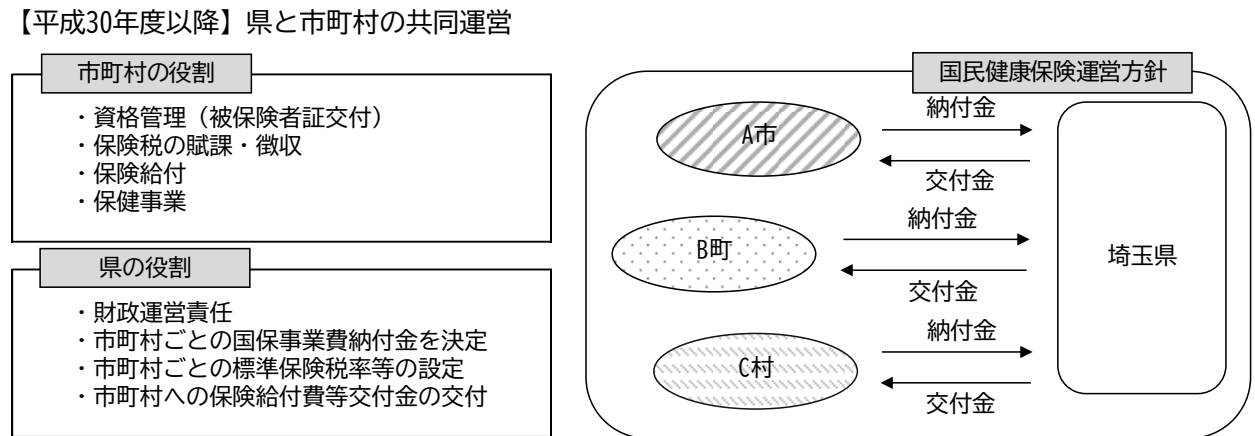 【平成30年度以降】県と市町村の共同運営
市町村の役割
・資格管理（被保険者証交付）
・保険税の賦課・徴収
・保険給付
・保健事業
県の役割
・財政運営責任
・市町村ごとの国保事業費納付金を決定
・市町村ごとの標準保険税率等の設定
・市町村への保険給付費等交付金の交付
国民健康保険運営方針
A市
納付金
交付金
B町
納付金
交付金
C村
納付金
交付金
埼玉県